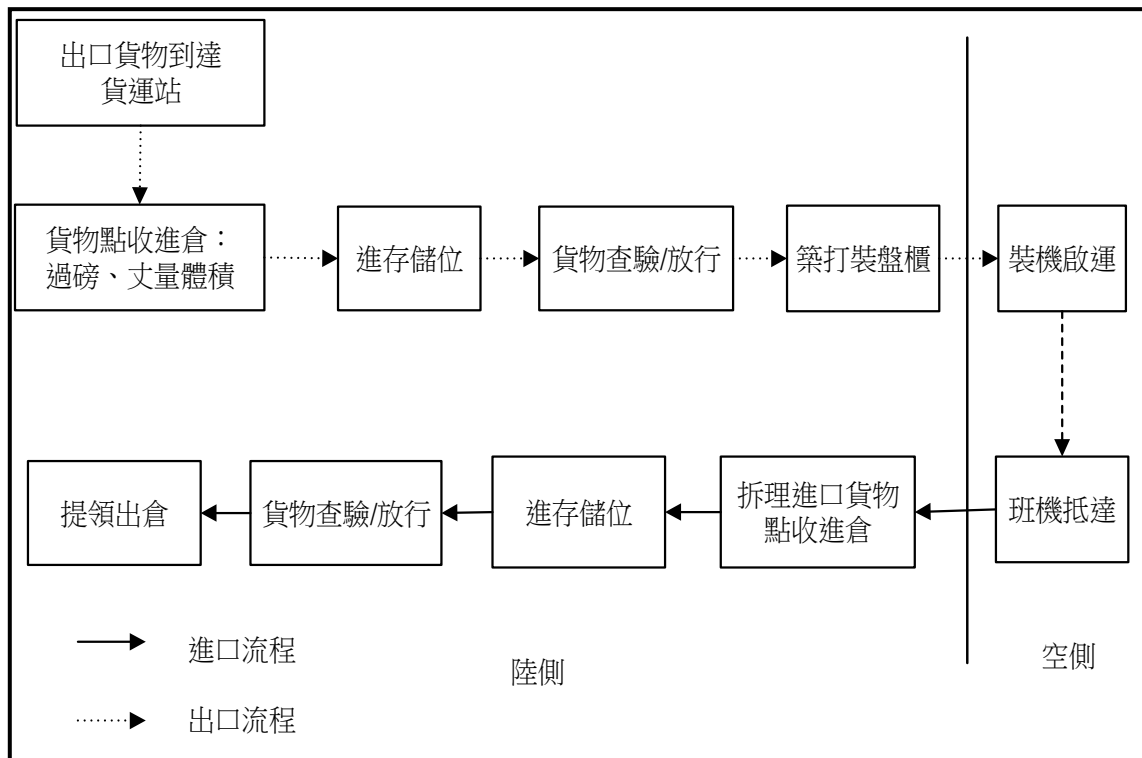 出口貨物到達
貨運站
貨物點收進倉：
過磅、丈量體積
進存儲位
貨物查驗/放行
築打裝盤櫃
裝機啟運
提領出倉
貨物查驗/放行
進存儲位
拆理進口貨物
點收進倉
班機抵達
進口流程
陸側
空側
出口流程